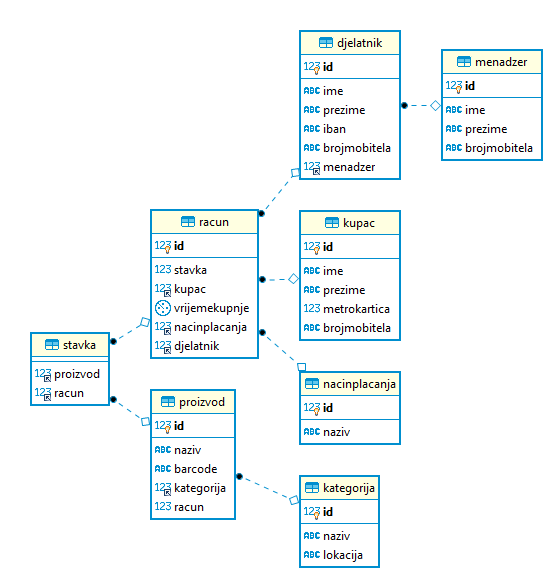 djelatnik
123 id
ABC ime
ABC prezime
ABC iban
ABC brojmobitela
123 menadzer
menadzer
123 id
ABC ime
ABC prezime
ABC brojmobitela
racun
123 id
123 stavka
123 kupac
vrijemekupnje
123 nacinplacanja
123 djelatnik
kupac
123 id
ABC ime
ABC prezime
123 metrokartica
ABC brojmobitela
stavka
123 proizvod
123 racun
proizvod
123 id
ABC naziv
ABC barcode
123 kategorija
123 racun
nacinplacanja
123 id
ABC naziv
kategorija
123 id
ABC naziv
ABC lokacija